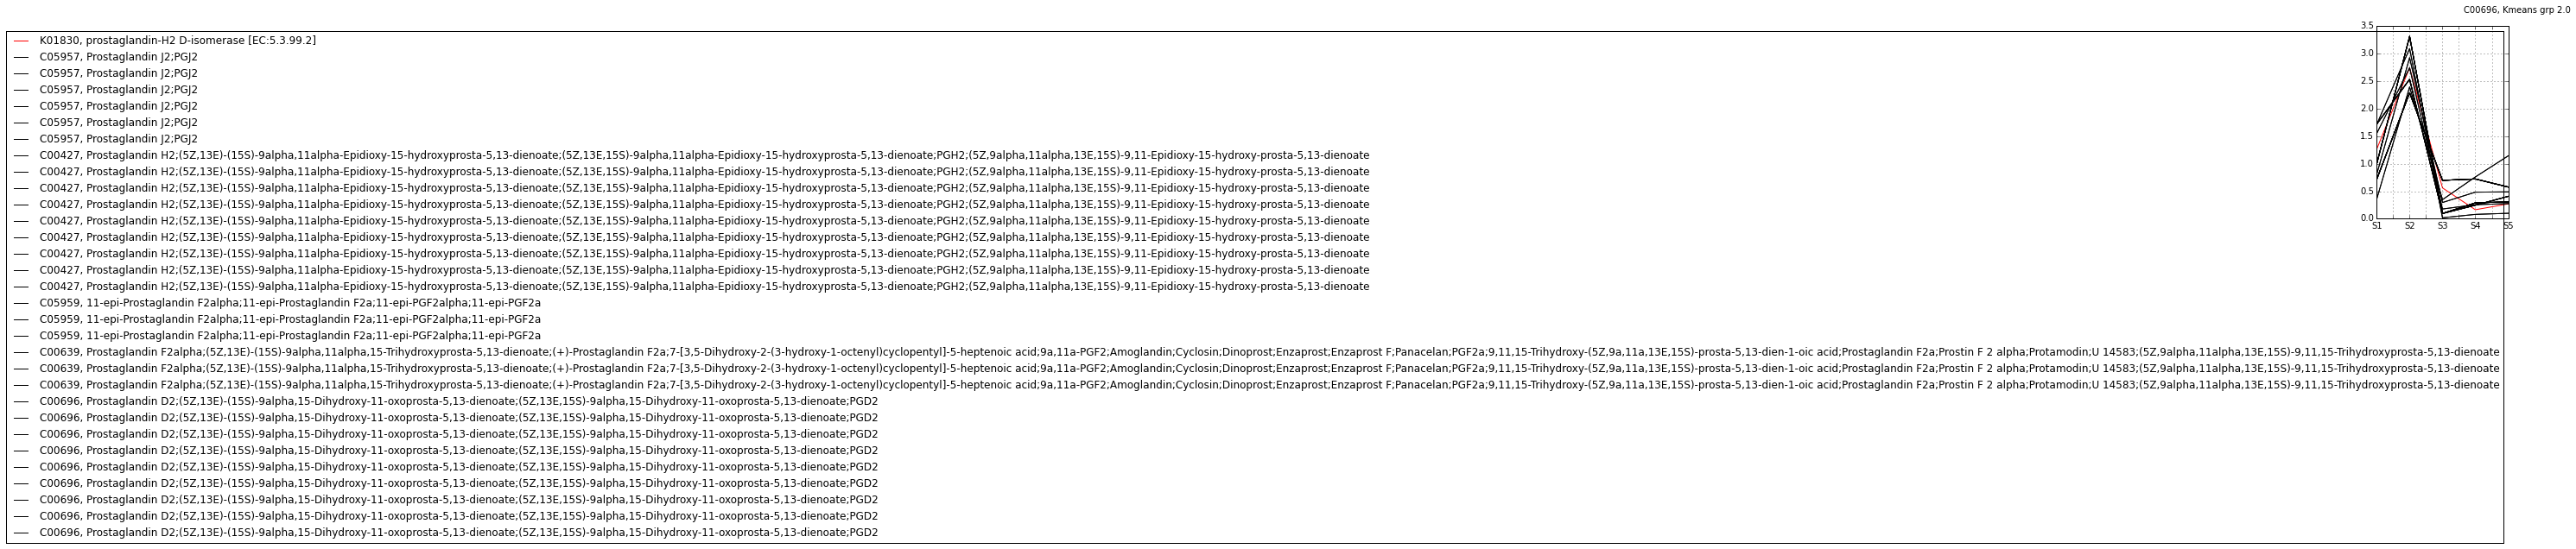 C00696, Kmeans grp 2.0
K01830, prostaglandin-H2 D-isomerase [EC:5.3.99.2]
C05957, Prostaglandin J2;PGJ2
C05957, Prostaglandin J2;PGJ2
C05957, Prostaglandin J2;PGJ2
C05957, Prostaglandin J2;PGJ2
C05957, Prostaglandin J2;PGJ2
C05957, Prostaglandin J2;PGJ2
C00427, Prostaglandin H2;(5Z,13E)-(15S)-9alpha,11alpha-Epidioxy-15-hydroxyprosta-5,13-dienoate;(5Z,13E,15S)-9alpha,11alpha-Epidioxy-15-hydroxyprosta-5,13-dienoate;PGH2;(5Z,9alpha,11alpha,13E,15S)-9,11-Epidioxy-15-hydroxy-prosta-5,13-dienoate
C00427, Prostaglandin H2;(5Z,13E)-(15S)-9alpha,11alpha-Epidioxy-15-hydroxyprosta-5,13-dienoate;(5Z,13E,15S)-9alpha,11alpha-Epidioxy-15-hydroxyprosta-5,13-dienoate;PGH2;(5Z,9alpha,11alpha,13E,15S)-9,11-Epidioxy-15-hydroxy-prosta-5,13-dienoate
C00427, Prostaglandin H2;(5Z,13E)-(15S)-9alpha,11alpha-Epidioxy-15-hydroxyprosta-5,13-dienoate;(5Z,13E,15S)-9alpha,11alpha-Epidioxy-15-hydroxyprosta-5,13-dienoate;PGH2;(5Z,9alpha,11alpha,13E,15S)-9,11-Epidioxy-15-hydroxy-prosta-5,13-dienoate
C00427, Prostaglandin H2;(5Z,13E)-(15S)-9alpha,11alpha-Epidioxy-15-hydroxyprosta-5,13-dienoate;(5Z,13E,15S)-9alpha,11alpha-Epidioxy-15-hydroxyprosta-5,13-dienoate;PGH2;(5Z,9alpha,11alpha,13E,15S)-9,11-Epidioxy-15-hydroxy-prosta-5,13-dienoate
C00427, Prostaglandin H2;(5Z,13E)-(15S)-9alpha,11alpha-Epidioxy-15-hydroxyprosta-5,13-dienoate;(5Z,13E,15S)-9alpha,11alpha-Epidioxy-15-hydroxyprosta-5,13-dienoate;PGH2;(5Z,9alpha,11alpha,13E,15S)-9,11-Epidioxy-15-hydroxy-prosta-5,13-dienoate
C00427, Prostaglandin H2;(5Z,13E)-(15S)-9alpha,11alpha-Epidioxy-15-hydroxyprosta-5,13-dienoate;(5Z,13E,15S)-9alpha,11alpha-Epidioxy-15-hydroxyprosta-5,13-dienoate;PGH2;(5Z,9alpha,11alpha,13E,15S)-9,11-Epidioxy-15-hydroxy-prosta-5,13-dienoate
C00427, Prostaglandin H2;(5Z,13E)-(15S)-9alpha,11alpha-Epidioxy-15-hydroxyprosta-5,13-dienoate;(5Z,13E,15S)-9alpha,11alpha-Epidioxy-15-hydroxyprosta-5,13-dienoate;PGH2;(5Z,9alpha,11alpha,13E,15S)-9,11-Epidioxy-15-hydroxy-prosta-5,13-dienoate
C00427, Prostaglandin H2;(5Z,13E)-(15S)-9alpha,11alpha-Epidioxy-15-hydroxyprosta-5,13-dienoate;(5Z,13E,15S)-9alpha,11alpha-Epidioxy-15-hydroxyprosta-5,13-dienoate;PGH2;(5Z,9alpha,11alpha,13E,15S)-9,11-Epidioxy-15-hydroxy-prosta-5,13-dienoate
C00427, Prostaglandin H2;(5Z,13E)-(15S)-9alpha,11alpha-Epidioxy-15-hydroxyprosta-5,13-dienoate;(5Z,13E,15S)-9alpha,11alpha-Epidioxy-15-hydroxyprosta-5,13-dienoate;PGH2;(5Z,9alpha,11alpha,13E,15S)-9,11-Epidioxy-15-hydroxy-prosta-5,13-dienoate
C05959, 11-epi-Prostaglandin F2alpha;11-epi-Prostaglandin F2a;11-epi-PGF2alpha;11-epi-PGF2a
C05959, 11-epi-Prostaglandin F2alpha;11-epi-Prostaglandin F2a;11-epi-PGF2alpha;11-epi-PGF2a
C05959, 11-epi-Prostaglandin F2alpha;11-epi-Prostaglandin F2a;11-epi-PGF2alpha;11-epi-PGF2a
C00639, Prostaglandin F2alpha;(5Z,13E)-(15S)-9alpha,11alpha,15-Trihydroxyprosta-5,13-dienoate;(+)-Prostaglandin F2a;7-[3,5-Dihydroxy-2-(3-hydroxy-1-octenyl)cyclopentyl]-5-heptenoic acid;9a,11a-PGF2;Amoglandin;Cyclosin;Dinoprost;Enzaprost;Enzaprost F;Panacelan;PGF2a;9,11,15-Trihydroxy-(5Z,9a,11a,13E,15S)-prosta-5,13-dien-1-oic acid;Prostaglandin F2a;Prostin F 2 alpha;Protamodin;U 14583;(5Z,9alpha,11alpha,13E,15S)-9,11,15-Trihydroxyprosta-5,13-dienoate
C00639, Prostaglandin F2alpha;(5Z,13E)-(15S)-9alpha,11alpha,15-Trihydroxyprosta-5,13-dienoate;(+)-Prostaglandin F2a;7-[3,5-Dihydroxy-2-(3-hydroxy-1-octenyl)cyclopentyl]-5-heptenoic acid;9a,11a-PGF2;Amoglandin;Cyclosin;Dinoprost;Enzaprost;Enzaprost F;Panacelan;PGF2a;9,11,15-Trihydroxy-(5Z,9a,11a,13E,15S)-prosta-5,13-dien-1-oic acid;Prostaglandin F2a;Prostin F 2 alpha;Protamodin;U 14583;(5Z,9alpha,11alpha,13E,15S)-9,11,15-Trihydroxyprosta-5,13-dienoate
C00639, Prostaglandin F2alpha;(5Z,13E)-(15S)-9alpha,11alpha,15-Trihydroxyprosta-5,13-dienoate;(+)-Prostaglandin F2a;7-[3,5-Dihydroxy-2-(3-hydroxy-1-octenyl)cyclopentyl]-5-heptenoic acid;9a,11a-PGF2;Amoglandin;Cyclosin;Dinoprost;Enzaprost;Enzaprost F;Panacelan;PGF2a;9,11,15-Trihydroxy-(5Z,9a,11a,13E,15S)-prosta-5,13-dien-1-oic acid;Prostaglandin F2a;Prostin F 2 alpha;Protamodin;U 14583;(5Z,9alpha,11alpha,13E,15S)-9,11,15-Trihydroxyprosta-5,13-dienoate
C00696, Prostaglandin D2;(5Z,13E)-(15S)-9alpha,15-Dihydroxy-11-oxoprosta-5,13-dienoate;(5Z,13E,15S)-9alpha,15-Dihydroxy-11-oxoprosta-5,13-dienoate;PGD2
C00696, Prostaglandin D2;(5Z,13E)-(15S)-9alpha,15-Dihydroxy-11-oxoprosta-5,13-dienoate;(5Z,13E,15S)-9alpha,15-Dihydroxy-11-oxoprosta-5,13-dienoate;PGD2
C00696, Prostaglandin D2;(5Z,13E)-(15S)-9alpha,15-Dihydroxy-11-oxoprosta-5,13-dienoate;(5Z,13E,15S)-9alpha,15-Dihydroxy-11-oxoprosta-5,13-dienoate;PGD2
C00696, Prostaglandin D2;(5Z,13E)-(15S)-9alpha,15-Dihydroxy-11-oxoprosta-5,13-dienoate;(5Z,13E,15S)-9alpha,15-Dihydroxy-11-oxoprosta-5,13-dienoate;PGD2
C00696, Prostaglandin D2;(5Z,13E)-(15S)-9alpha,15-Dihydroxy-11-oxoprosta-5,13-dienoate;(5Z,13E,15S)-9alpha,15-Dihydroxy-11-oxoprosta-5,13-dienoate;PGD2
C00696, Prostaglandin D2;(5Z,13E)-(15S)-9alpha,15-Dihydroxy-11-oxoprosta-5,13-dienoate;(5Z,13E,15S)-9alpha,15-Dihydroxy-11-oxoprosta-5,13-dienoate;PGD2
C00696, Prostaglandin D2;(5Z,13E)-(15S)-9alpha,15-Dihydroxy-11-oxoprosta-5,13-dienoate;(5Z,13E,15S)-9alpha,15-Dihydroxy-11-oxoprosta-5,13-dienoate;PGD2
C00696, Prostaglandin D2;(5Z,13E)-(15S)-9alpha,15-Dihydroxy-11-oxoprosta-5,13-dienoate;(5Z,13E,15S)-9alpha,15-Dihydroxy-11-oxoprosta-5,13-dienoate;PGD2
C00696, Prostaglandin D2;(5Z,13E)-(15S)-9alpha,15-Dihydroxy-11-oxoprosta-5,13-dienoate;(5Z,13E,15S)-9alpha,15-Dihydroxy-11-oxoprosta-5,13-dienoate;PGD2
3.5
3.0
2.5
2.0
1.5
1.0
0.5
0.0
S1 S2 S3 S4 S5